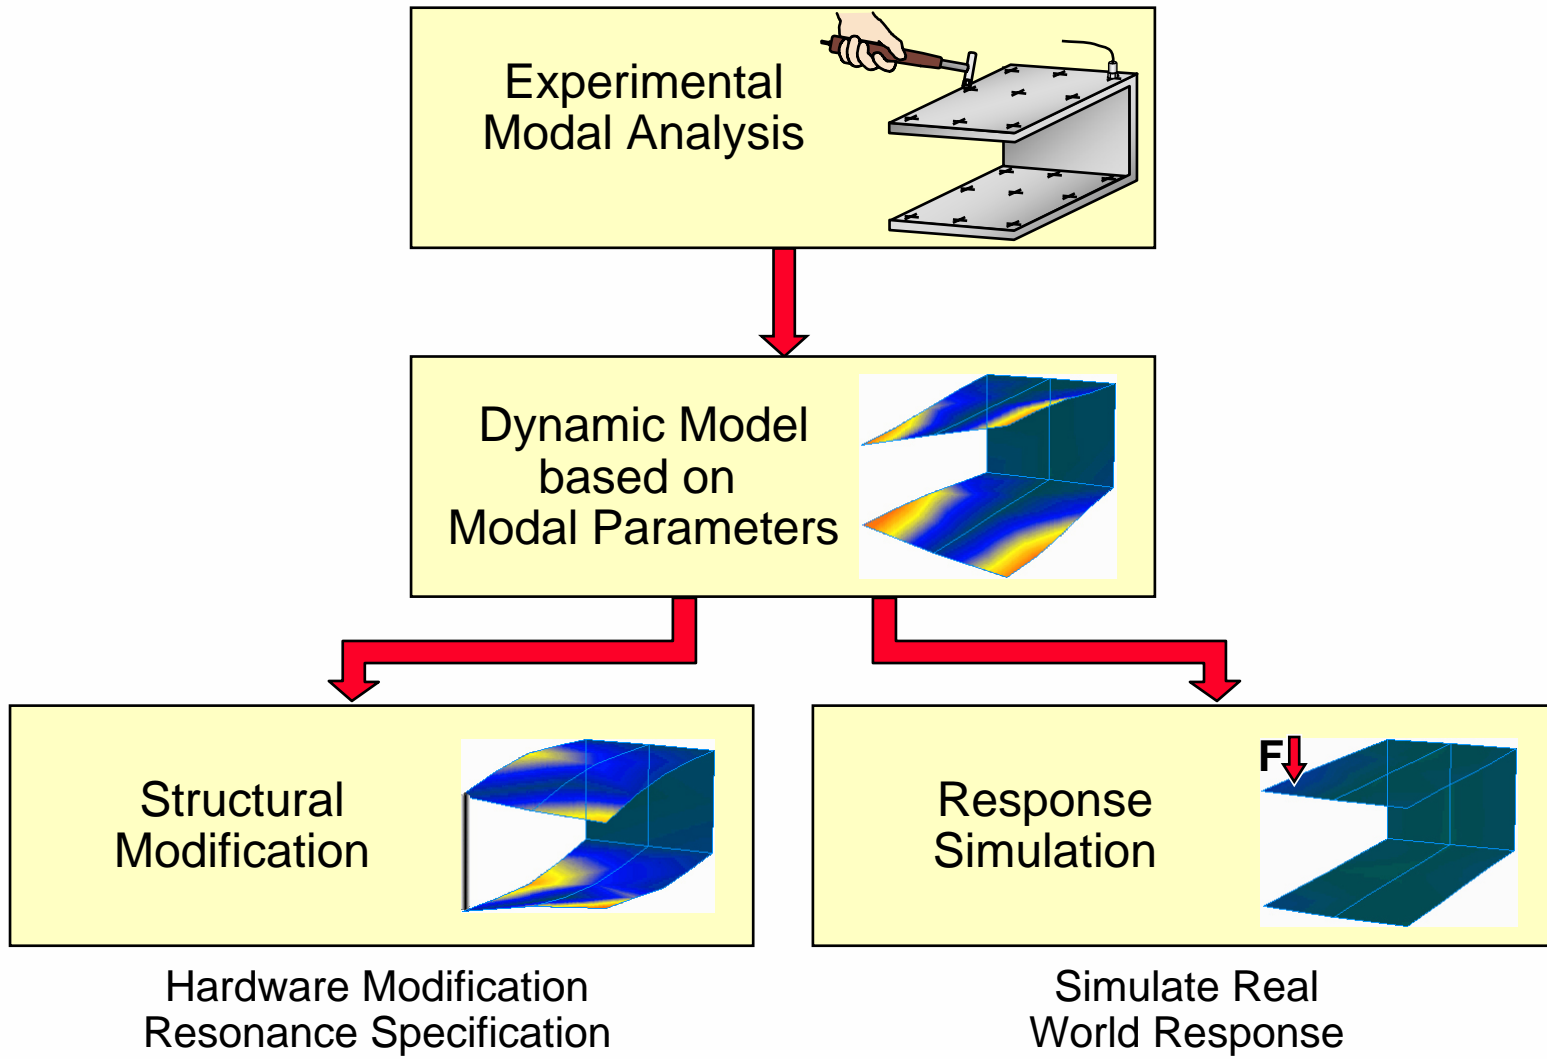 Experimental
Modal Analysis
Dynamic Model
based on
Modal Parameters
Structural
Modification
F
Response
Simulation
Hardware Modification
Resonance Specification
Simulate Real
World Response